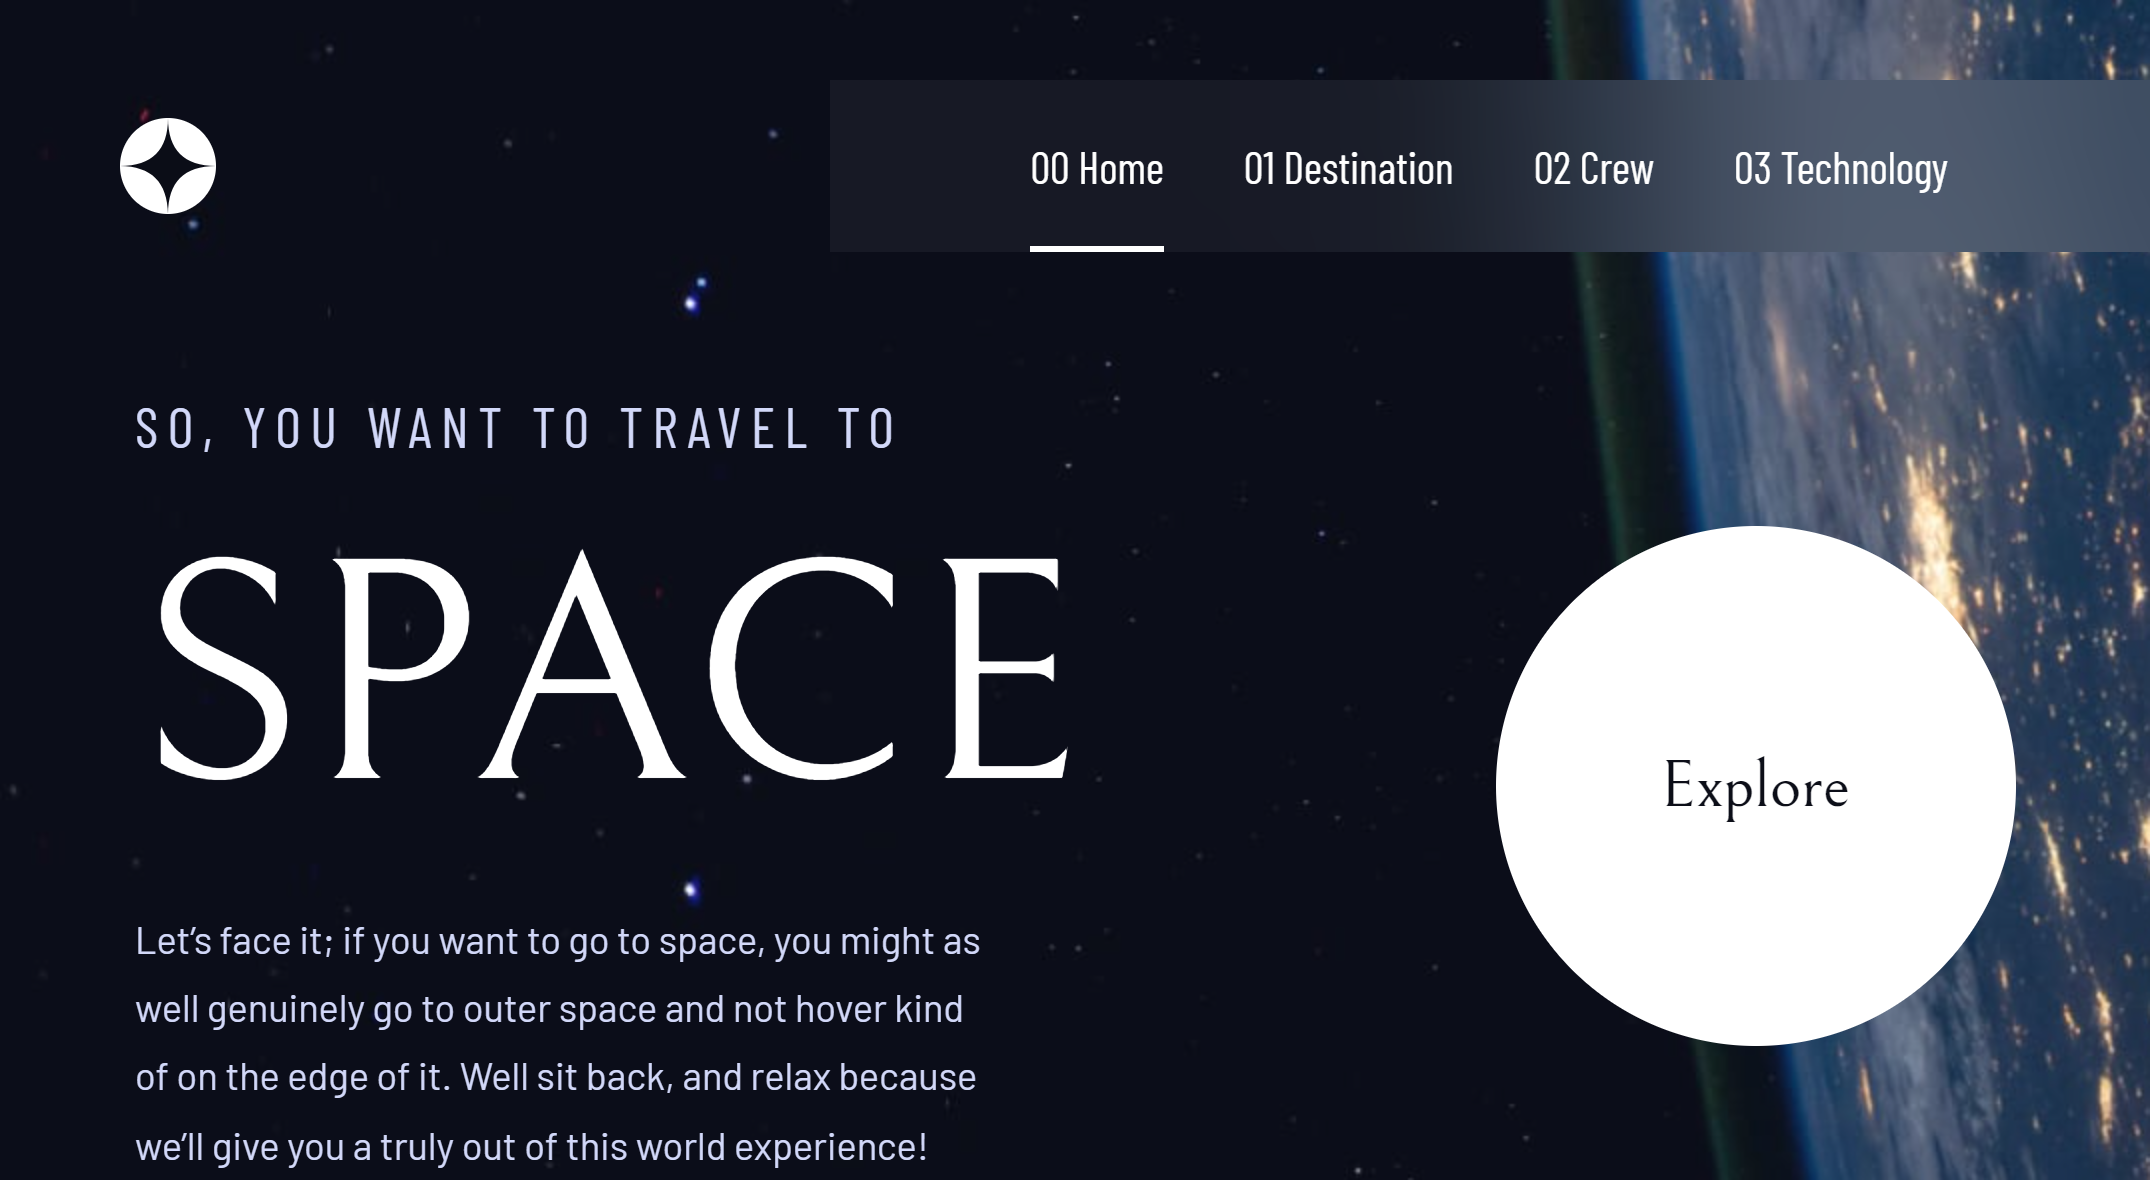 00 Home 01 Destination 02 Crew 03 Technology
SO, YOU WANT TO TRAVEL TO
SPACE
Explore
Let’s face it; if you want to go to space, you might as
well genuinely go to outer space and not hover kind
of on the edge of it. Well sit back, and relax because
we’ll give you a truly out of this world experience!